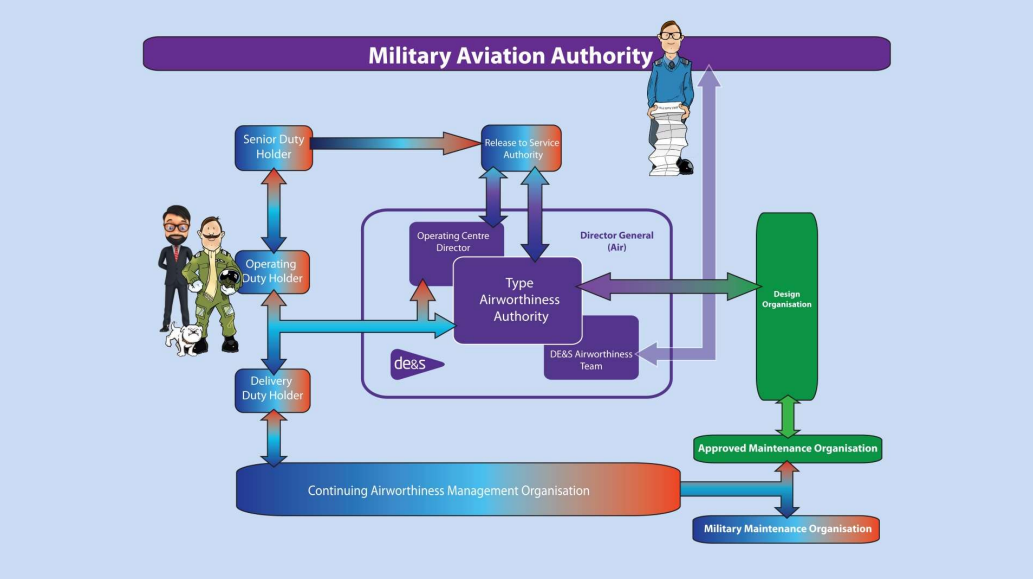 Military Aviation Authority
Senior Duty
Holder
Release to Service
Authority
Operating Centre
Director
Director General
(Air)
Operating
Duty Holder
Type
Airworthiness
Authority
Design
Organisation
DE&S Airworthiness
Team
de&s
Delivery
Duty Holder
Approved Maintenance Organisation
Continuing Airworthiness Management Organisation
Military Maintenance Organisation